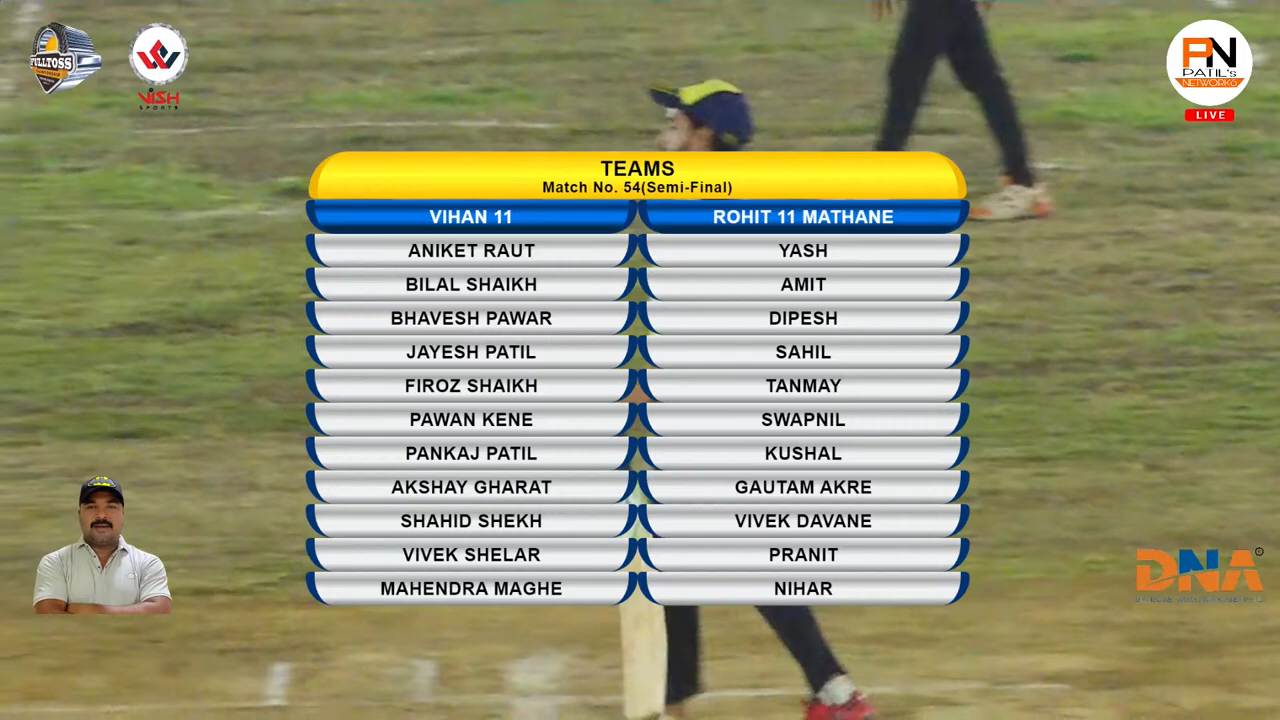 FULLTOSS
VISH
SPORTS
PN
PATIL's
NETWORKS
LIVE
TEAMS
Match No. 54(Semi-Final)
VIHAN 11
ROHIT 11 MATHANE
ANIKET RAUT
YASH
BILAL SHAIKH
AMIT
BHAVESH PAWAR
DIPESH
JAYESH PATIL
SAHIL
FIROZ SHAIKH
TANMAY
PAWAN KENE
SWAPNIL
PANKAJ PATIL
KUSHAL
AKSHAY GHARAT
GAUTAM AKRE
SHAHID SHEKH
VIVEK DAVANE
VIVEK SHELAR
PRANIT
MAHENDRA MAGHE
NIHAR
DNA